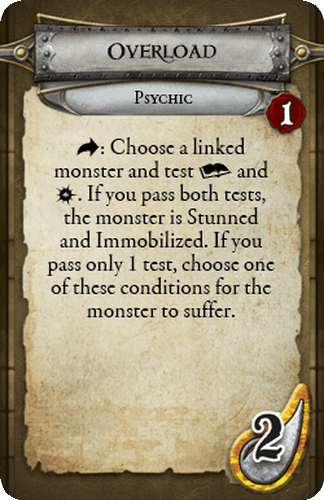 Overload
Psychic
1
: Choose a linked
monster and test and
. If you pass both tests,
the monster is Stunned
and Immobilized. If you
pass only 1 test, choose one
of these conditions for the
monster to suffer.
2